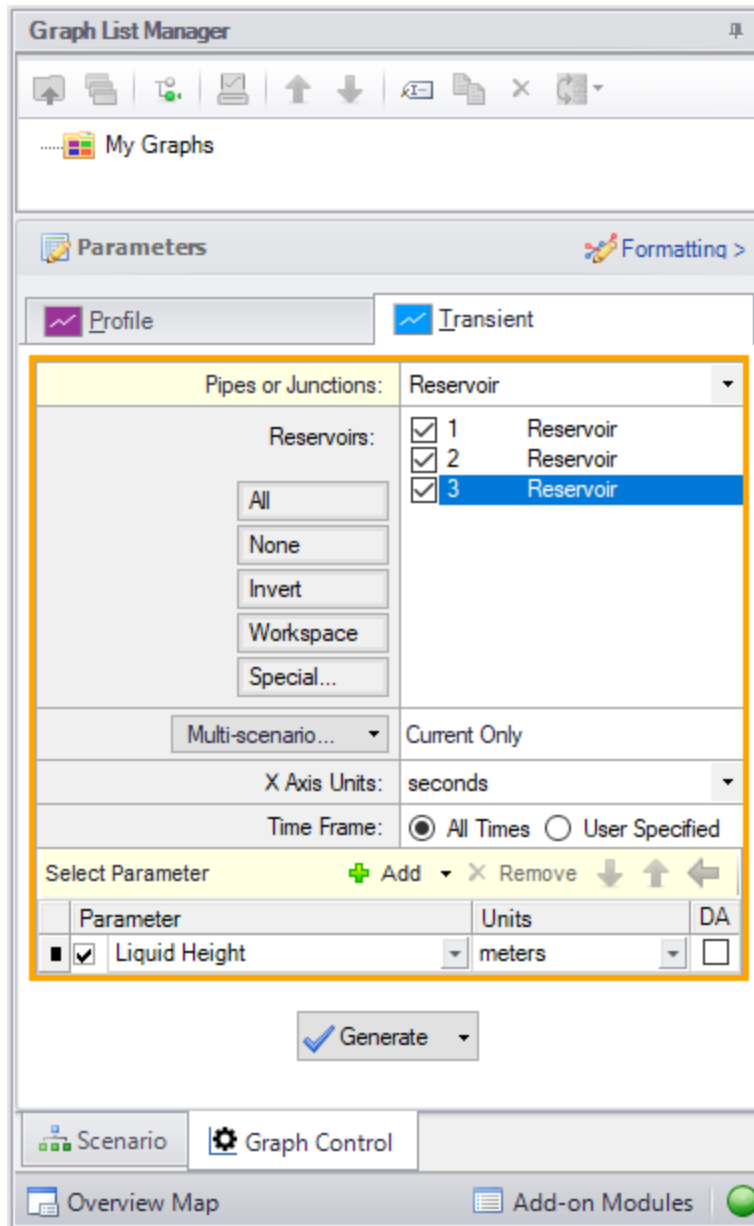 Graph List Manager
My Graphs
Parameters Formatting >
Profile Transient
Pipes or Junctions: Reservoir
Reservoirs: 1 Reservoir
2 Reservoir
3 Reservoir
All
None
Invert
Workspace
Special...
Multi-scenario... Current Only
X Axis Units: seconds
Time Frame: All Times User Specified
Select Parameter Add Remove
Parameter Units DA
Liquid Height meters
Generate
Scenario Graph Control
Overview Map Add-on Modules